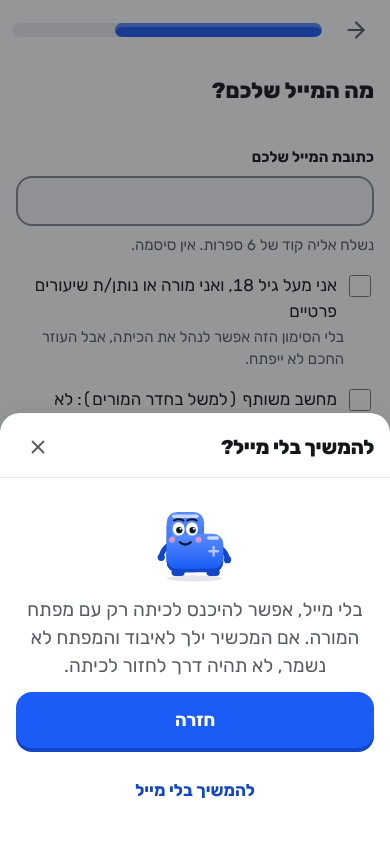 מה המייל שלכם?
כתובת המייל שלכם
נשלח אליה קוד של 6 ספרות. אין סיסמה.
אני מעל גיל 18, ואני מורה או נותן/ת שיעורים
פרטיים
בלי הסימון הזה אפשר לנהל את הכיתה, אבל העוזר
החכם לא ייפתח.
מחשב משותף (למשל בחדר המורים): לא
להמשיך בלי מייל?
בלי מייל, אפשר להיכנס לכיתה רק עם מפתח
המורה. אם המכשיר ילך לאיבוד והמפתח לא
נשמר, לא תהיה דרך לחזור לכיתה.
חזרה
להמשיך בלי מייל